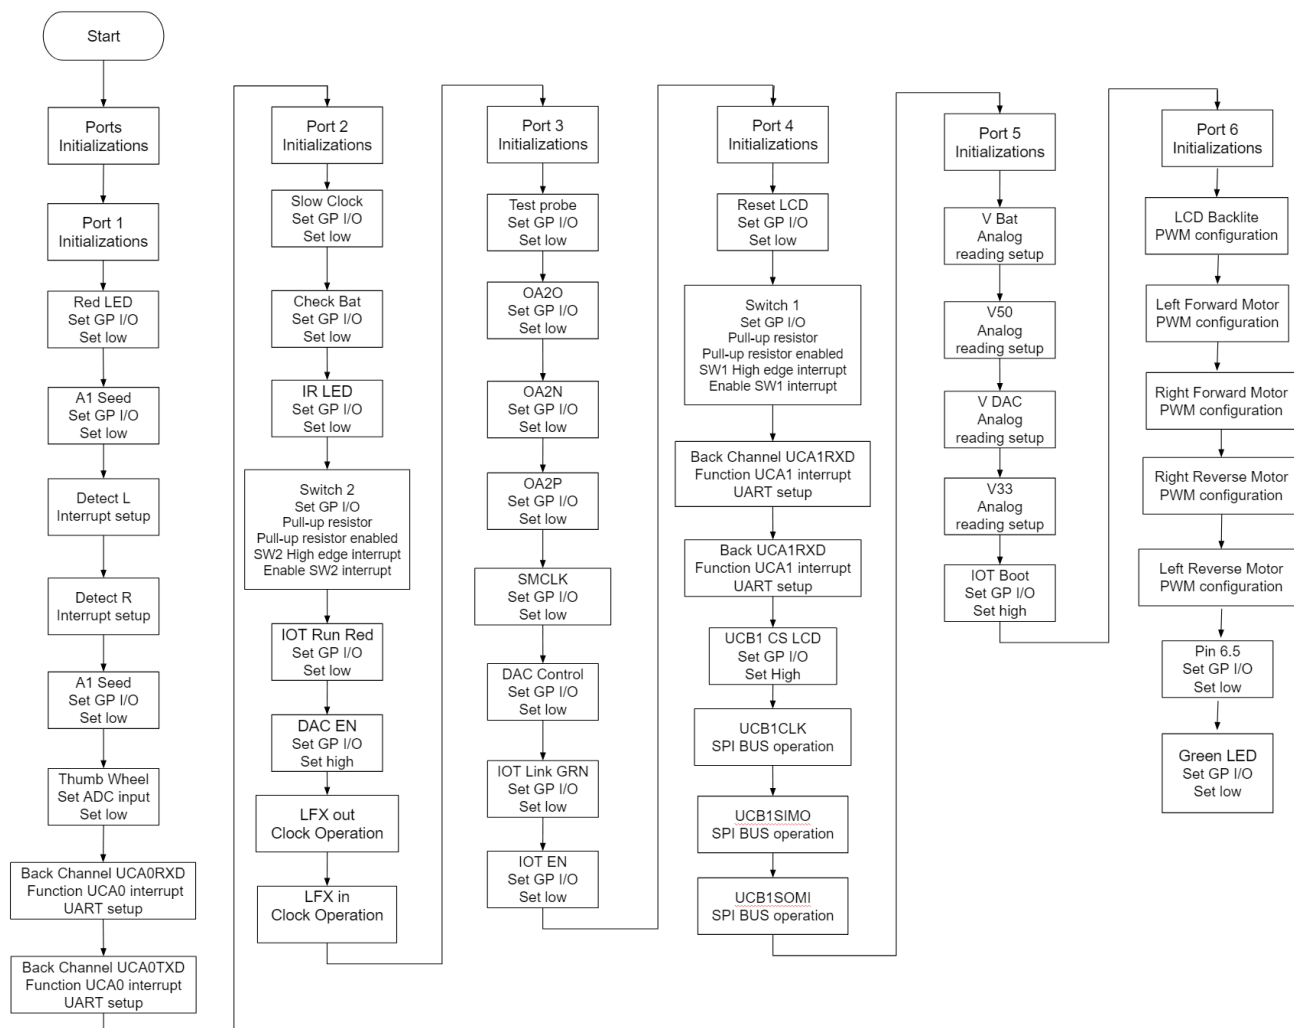 Start
Ports
Initializations
Port 1
Initializations
Red LED
Set GP I/O
Set low
A1 Seed
Set GP I/O
Set low
Detect L
Interrupt setup
Detect R
Interrupt setup
A1 Seed
Set GP I/O
Set low
Thumb Wheel
Set ADC input
Set low
Back Channel UCA0RXD
Function UCA0 interrupt
UART setup
Back Channel UCA0TXD
Function UCA0 interrupt
UART setup
Port 2
Initializations
Slow Clock
Set GP I/O
Set low
Check Bat
Set GP I/O
Set low
IR LED
Set GP I/O
Set low
Switch 2
Set GP I/O
Pull-up resistor
Pull-up resistor enabled
SW2 High edge interrupt
Enable SW2 interrupt
IOT Run Red
Set GP I/O
Set low
DAC EN
Set GP I/O
Set high
LFX out
Clock Operation
LFX in
Clock Operation
Port 3
Initializations
Test probe
Set GP I/O
Set low
OA2O
Set GP I/O
Set low
OA2N
Set GP I/O
Set low
OA2P
Set GP I/O
Set low
SMCLK
Set GP I/O
Set low
DAC Control
Set GP I/O
Set low
IOT Link GRN
Set GP I/O
Set low
IOT EN
Set GP I/O
Set low
Port 4
Initializations
Reset LCD
Set GP I/O
Set low
Switch 1
Set GP I/O
Pull-up resistor
Pull-up resistor enabled
SW1 High edge interrupt
Enable SW1 interrupt
Back Channel UCA1RXD
Function UCA1 interrupt
UART setup
Back UCA1RXD
Function UCA1 interrupt
UART setup
UCB1 CS LCD
Set GP I/O
Set High
UCB1CLK
SPI BUS operation
UCB1SIMO
SPI BUS operation
UCB1SOMI
SPI BUS operation
Port 5
Initializations
V Bat
Analog
reading setup
V50
Analog
reading setup
V DAC
Analog
reading setup
V33
Analog
reading setup
IOT Boot
Set GP I/O
Set high
Port 6
Initializations
LCD Backlite
PWM configuration
Left Forward Motor
PWM configuration
Right Forward Motor
PWM configuration
Right Reverse Motor
PWM configuration
Left Reverse Motor
PWM configuration
Pin 6.5
Set GP I/O
Set low
Green LED
Set GP I/O
Set low